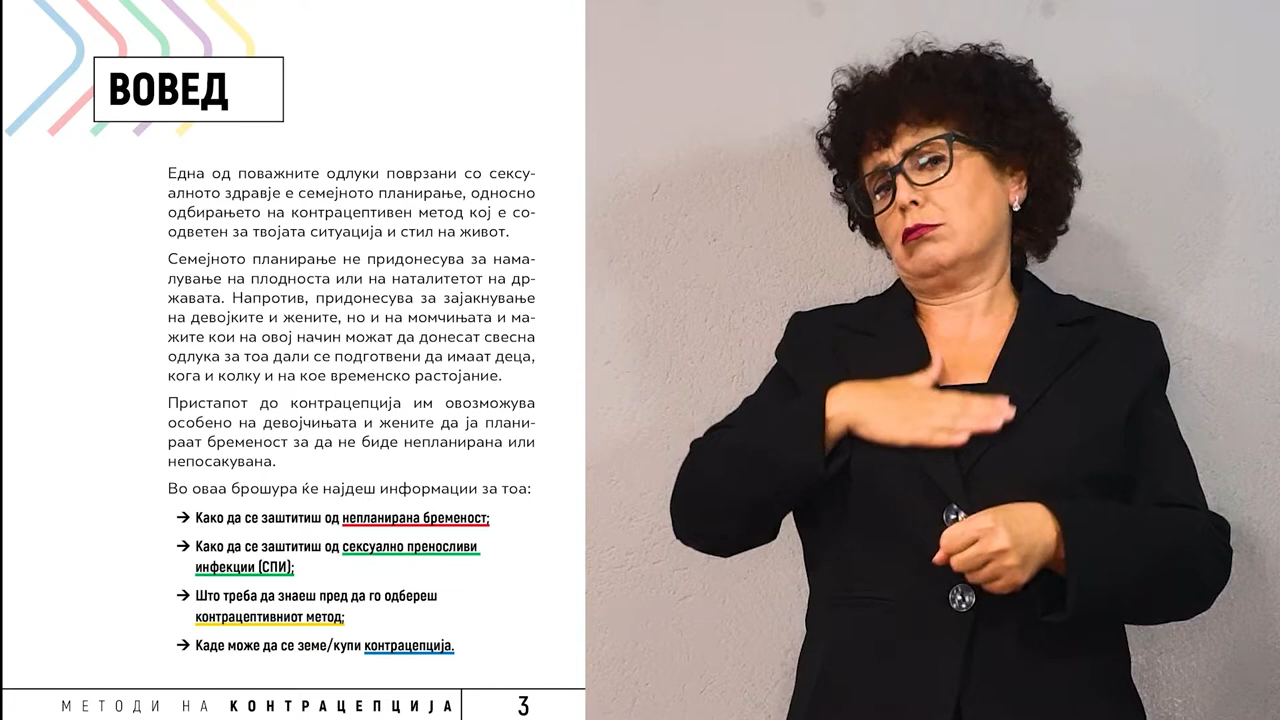 ВОВЕД
Една од поважните одлуки поврзани со сексу-
алното здравје е семејното планирање, односно
одбирањето на контрацептивен метод кој е со-
одветен за твојата ситуација и стил на живот.
Семејното планирање не придонесува за нама-
лување на плодноста или на наталитетот на др-
жавата. Напротив, придонесува за зајакнување
на девојките и жените, но и на момчињата и ма-
жите кои на овој начин можат да донесат свесна
одлука за тоа дали се подготвени да имаат деца,
кога и колку и на кое временско растојание.
Пристапот до контрацепција им овозможува
особено на девојчињата и жените да ја плани-
раат бременост за да не биде непланирана или
непосакувана.
Во оваа брошура ќе најдеш информации за тоа:
→ Како да се заштитиш од непланирана бременост;
→ Како да се заштитиш од сексуално преносливи
инфекции (СПИ);
→ Што треба да знаеш пред да го одбереш
контрацептивниот метод;
→ Каде може да се земе/купи контрацепција.
МЕТОДИ НА КОНТРАЦЕПЦИЈА 3